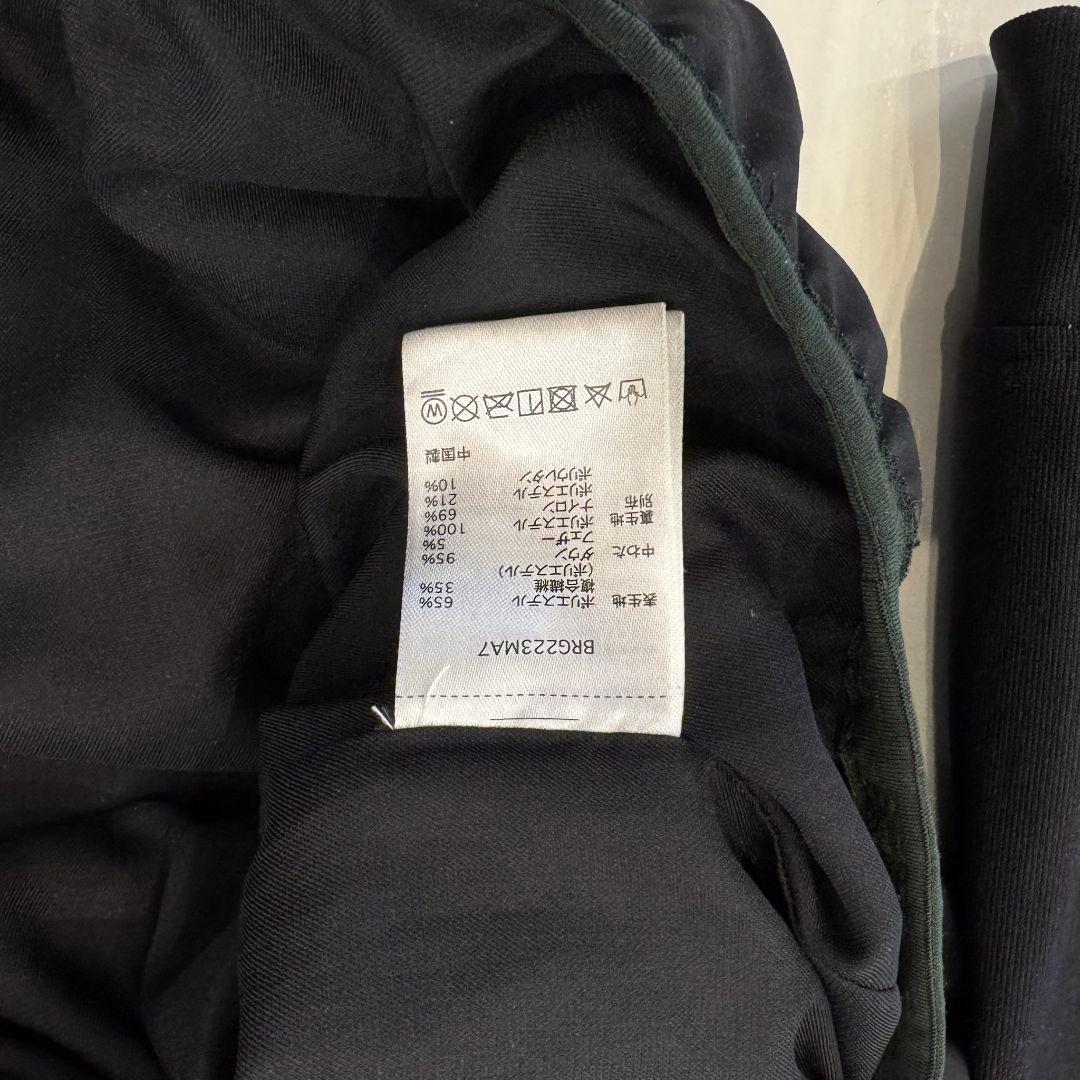 BRG223MA7
表生地 ポリエステル 65%
複合繊維 35%
(ポリエステル)
中わた ダウン 95%
フェザー 5%
裏生地 ポリエステル 100%
別布 ナイロン 69%
ポリエステル 21%
ポリウレタン 10%
中国製
W